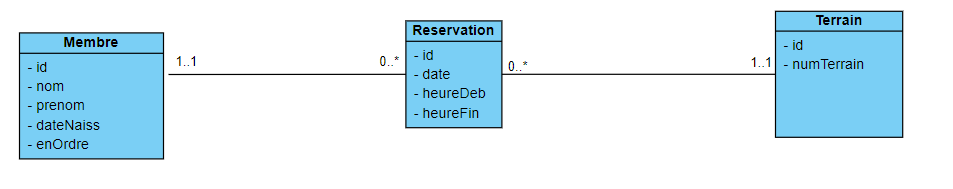 Membre
- id
- nom
- prenom
- dateNaiss
- enOrdre
1..1
0..*
Reservation
- id
- date
- heureDeb
- heureFin
0..*
1..1
Terrain
- id
- numTerrain